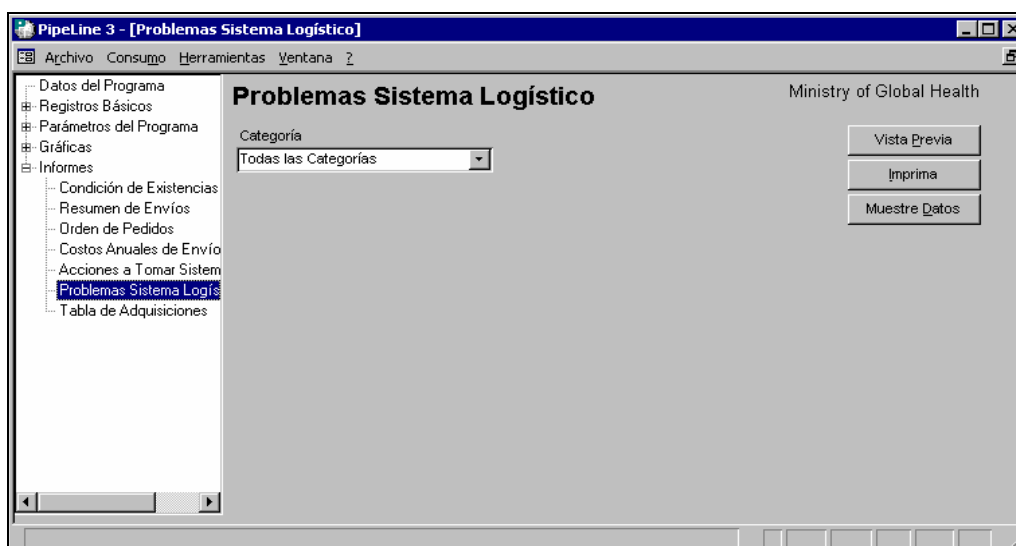 PipeLine 3 - [Problemas Sistema Logístico]
Archivo Consumo Herramientas Ventana ?
Datos del Programa
Registros Básicos
Parámetros del Programa
Gráficas
Informes
Condición de Existencias
Resumen de Envíos
Orden de Pedidos
Costos Anuales de Envío
Acciones a Tomar Sistem
Problemas Sistema Logís
Tabla de Adquisiciones
Problemas Sistema Logístico
Ministry of Global Health
Categoría
Todas las Categorías
Vista Previa
Imprima
Muestre Datos